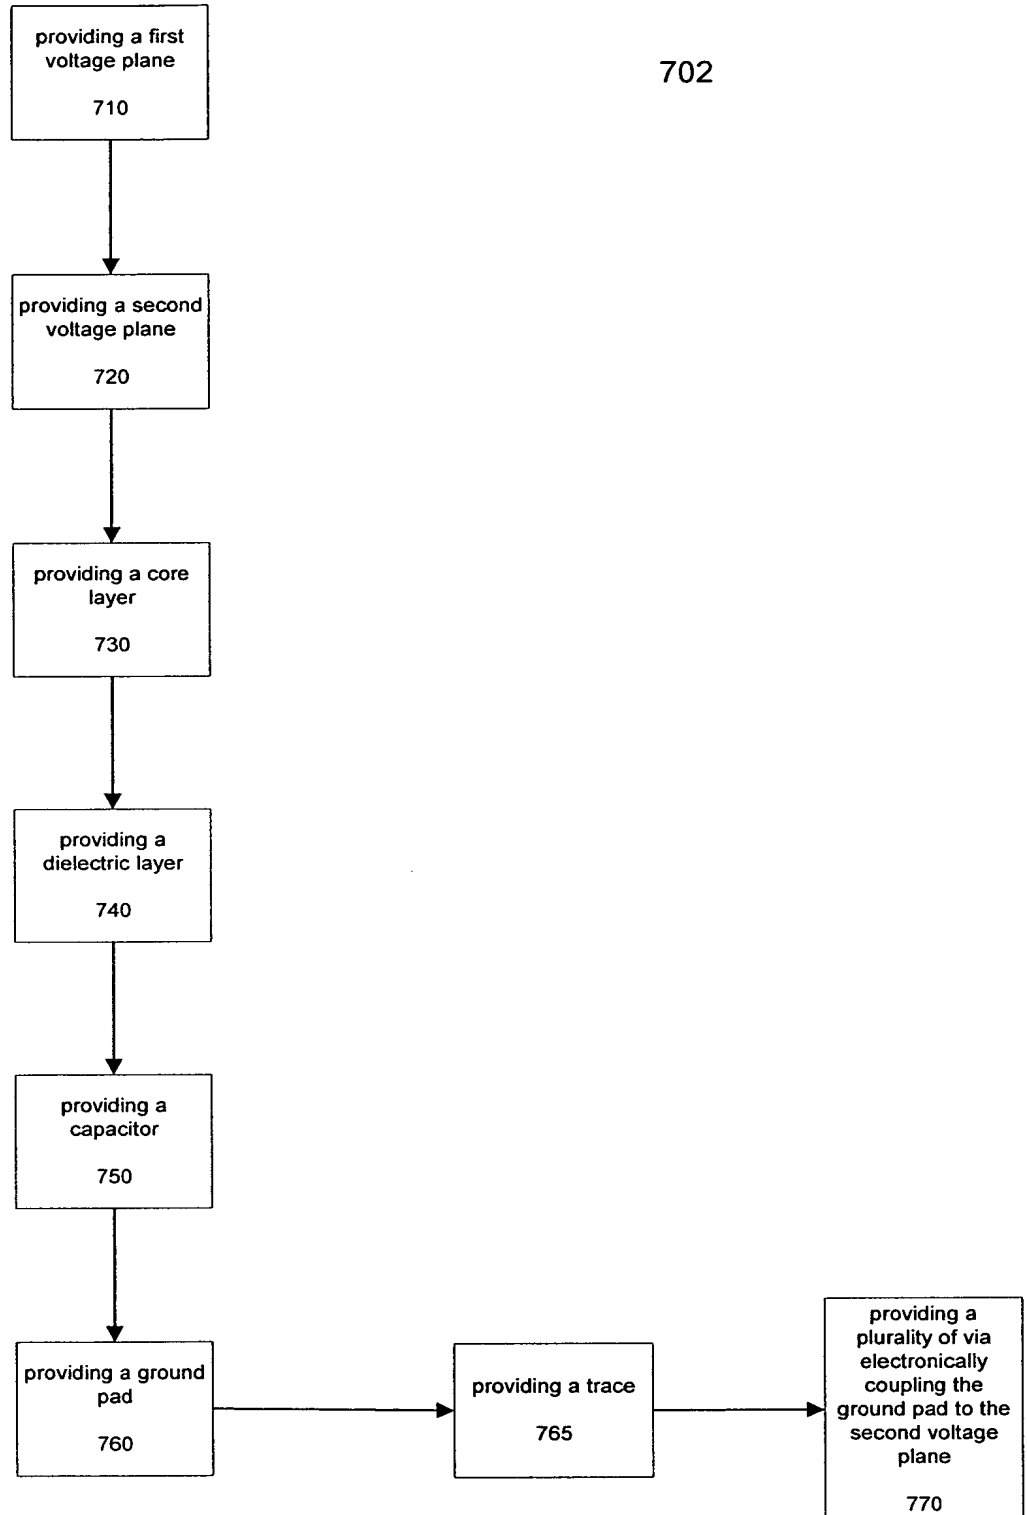 providing a first
voltage plane
710
702
providing a second
voltage plane
720
providing a core
layer
730
providing a
dielectric layer
740
providing a
capacitor
750
providing a ground
pad
760
providing a trace
765
providing a
plurality of via
electronically
coupling the
ground pad to the
second voltage
plane
770